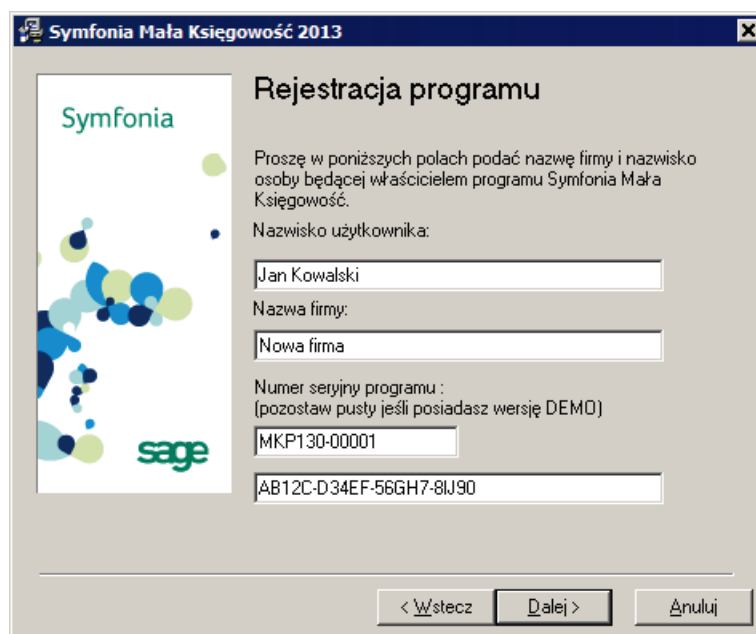 Symfonia Mała Księgowość 2013
Symfonia
sage
Rejestracja programu
Proszę w poniższych polach podać nazwę firmy i nazwisko
osoby będącej właścicielem programu Symfonia Mała
Księgowość.
Nazwisko użytkownika:
Jan Kowalski
Nazwa firmy:
Nowa firma
Numer seryjny programu :
(pozostaw pusty jeśli posiadasz wersję DEMO)
MKP130-00001
AB12C-D34EF-56GH7-8IJ90
< Wstecz
Dalej >
Anuluj